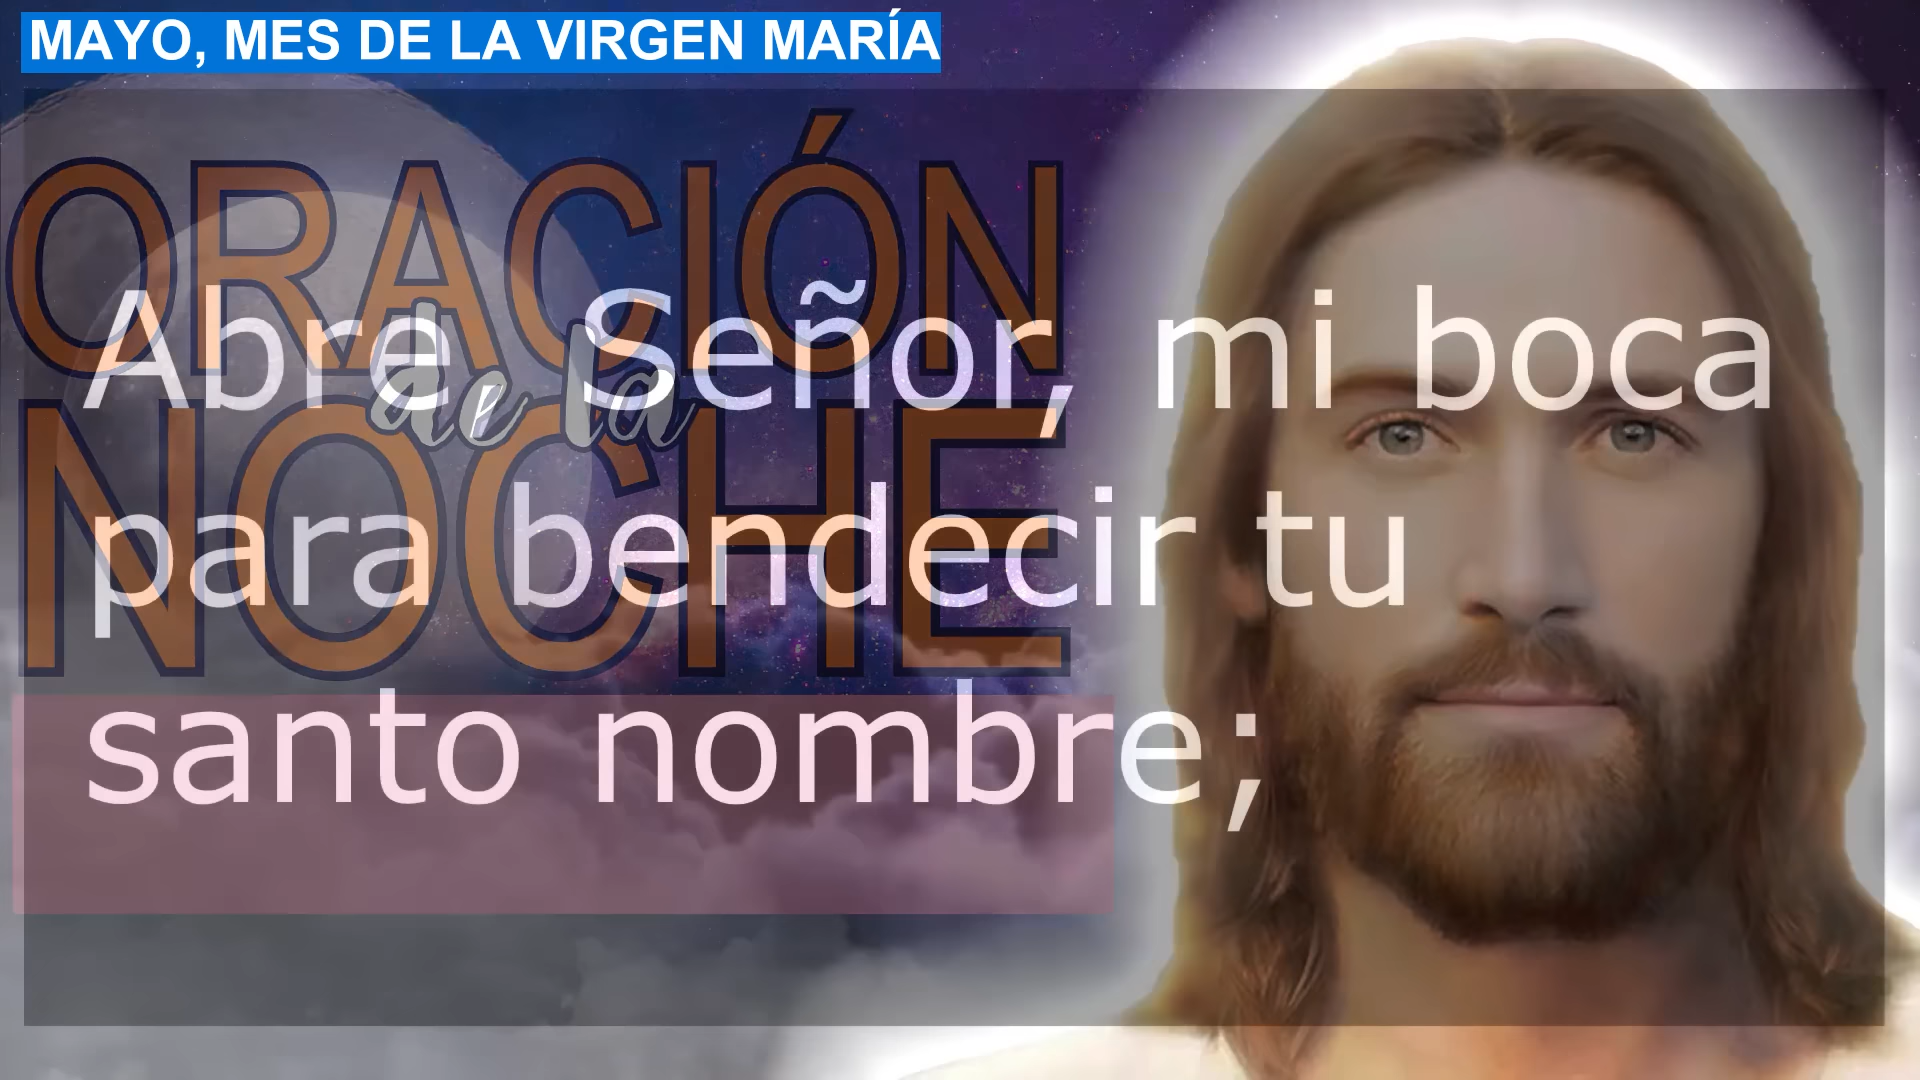 MAYO, MES DE LA VIRGEN MARÍA
ORACIÓN
de la
NOCHE
Abre, Señor, mi boca
para bendecir tu
santo nombre;